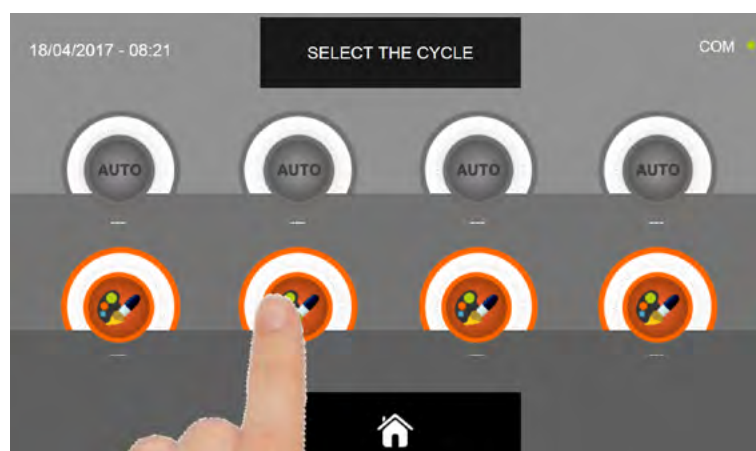 18/04/2017 - 08:21
SELECT THE CYCLE
COM
AUTO
AUTO
AUTO
AUTO